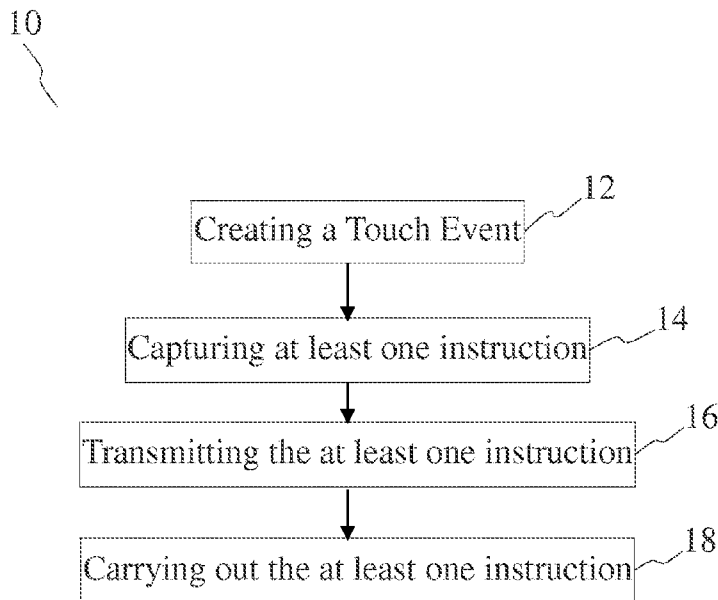 10
12
Creating a Touch Event
14
Capturing at least one instruction
16
Transmitting the at least one instruction
18
Carrying out the at least one instruction